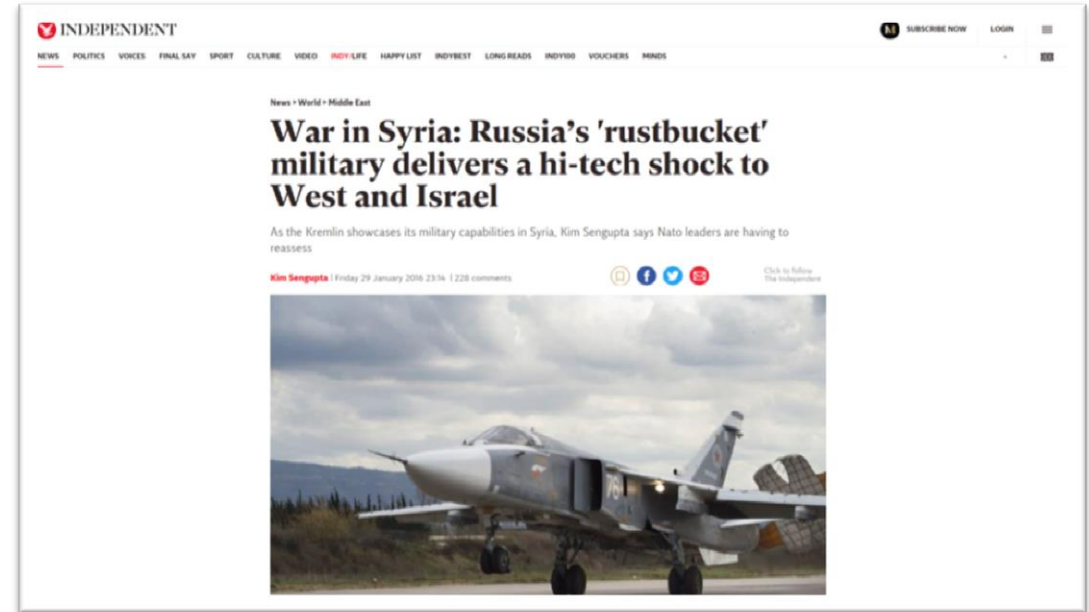 INDEPENDENT
SUBSCRIBE NOW LOGIN
NEWS POLITICS VOICES FINAL SAY SPORT CULTURE VIDEO INDY/LIFE HAPPY LIST INDYBEST LONG READS INDY100 VOUCHERS MINDS
News > World > Middle East
War in Syria: Russia's 'rustbucket'
military delivers a hi-tech shock to
West and Israel
As the Kremlin showcases its military capabilities in Syria, Kim Sengupta says Nato leaders are having to
reassess
Kim Sengupta | Friday 29 January 2016 23:14 | 228 comments
Click to follow
The Independent
76